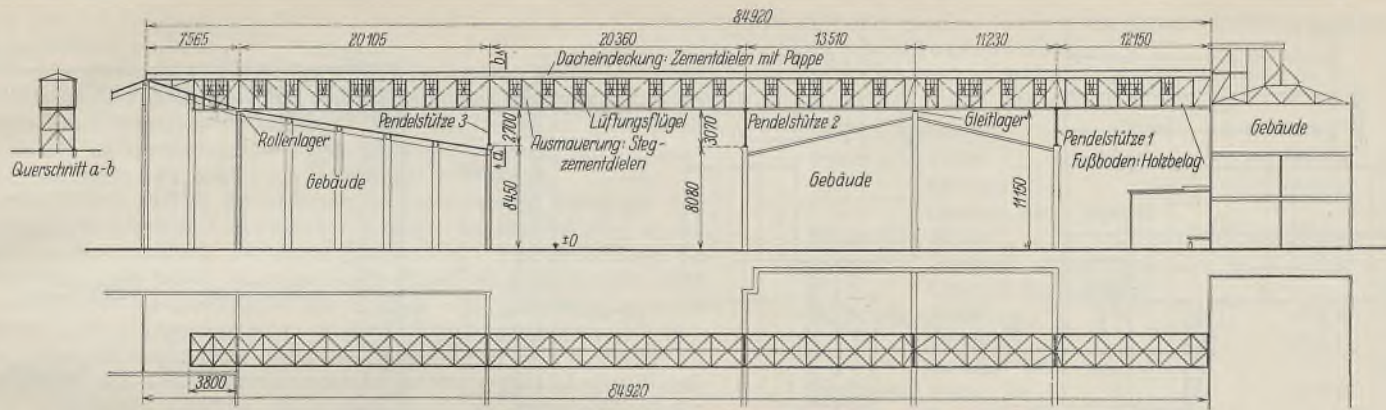 84920
7565
20105
20360
13510
11230
12150
b
Dacheindeckung: Zementdielen mit Pappe
Pendelstütze 3
2700
Lüftungsflügel
3070
Pendelstütze 2
Gleitlager
Pendelstütze 1
Gebäude
Rollenlager
a
Ausmauerung: Steg-
zementdielen
Fußboden: Holzbelag
Querschnitt a-b
Gebäude
8450
8080
Gebäude
11150
±0
3800
84920